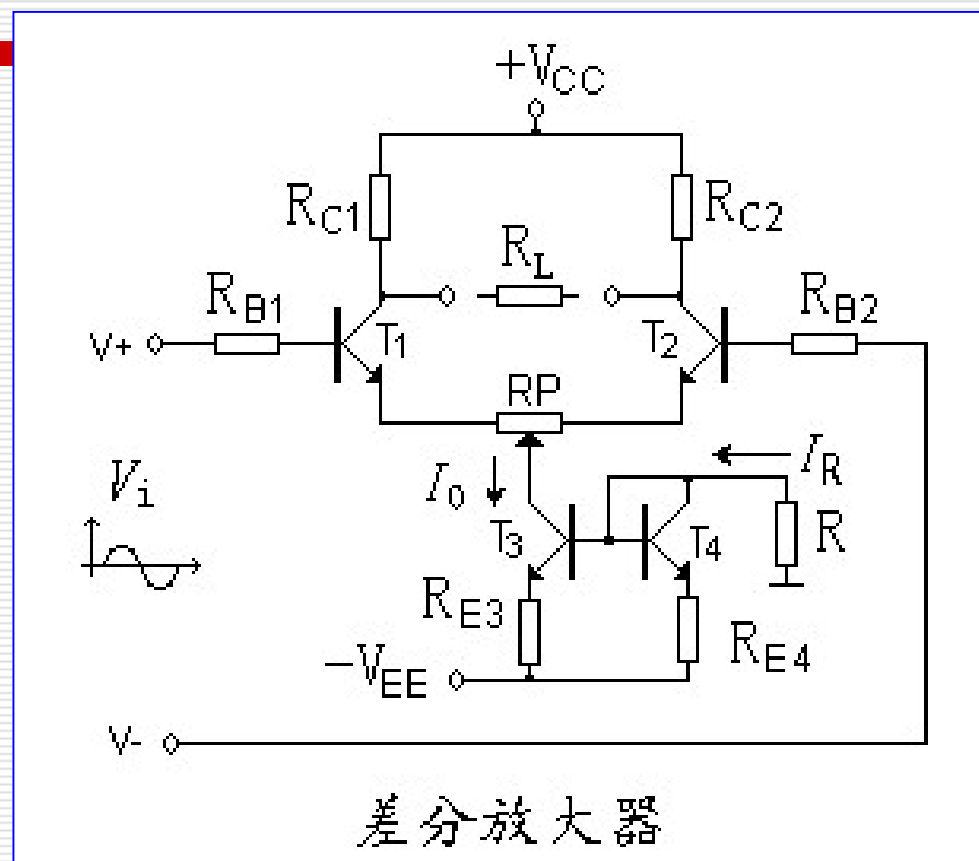 +VCC
RC1
RC2
RL
RB1
RB2
V+
T1
T2
RP
Vi
I0
IR
T3
T4
R
RE3
RE4
-VEE
V-
差分放大器